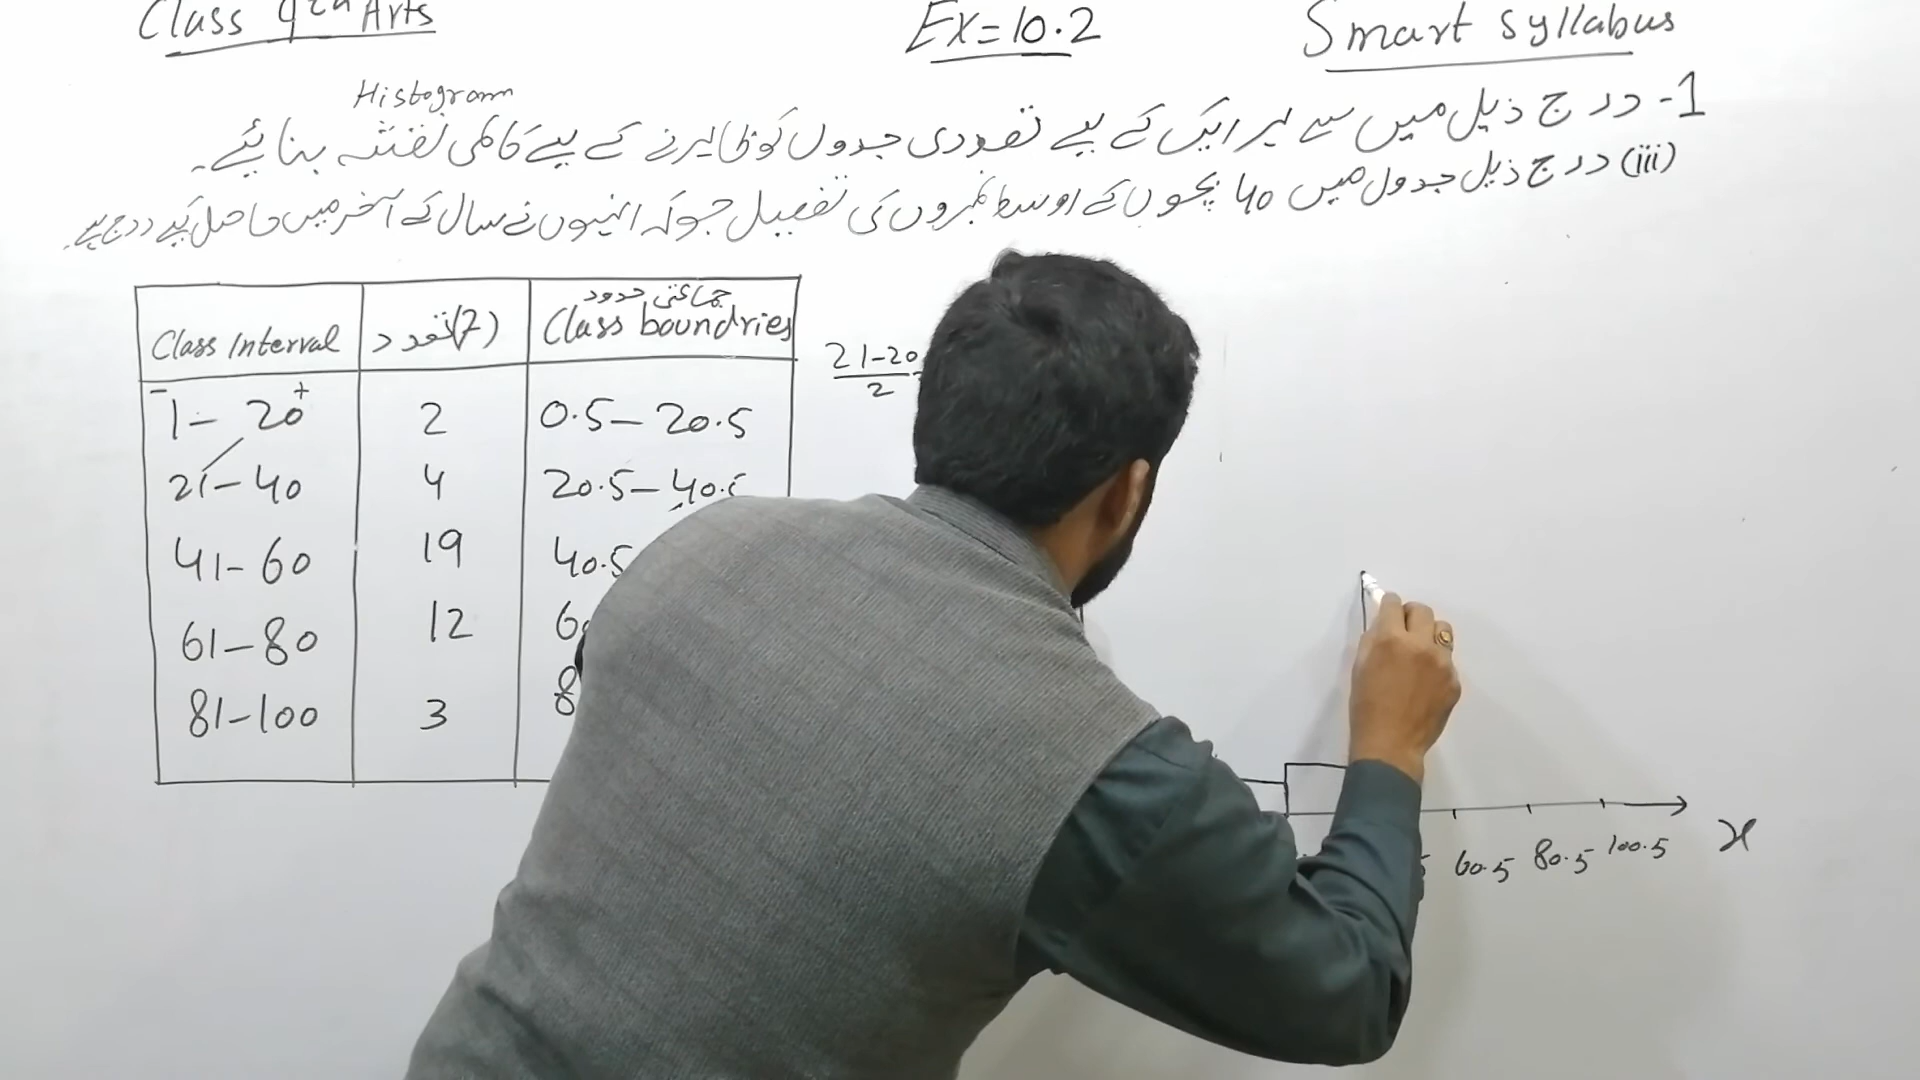 Class 9th Arts
Ex=10.2
Smart syllabus
Histogram
1- درج ذیل میں سے ہر ایک کے لیے تعددی جدول کو ظاہر کرنے کے لیے کالمی نقشہ بنائیے۔
(iii) درج ذیل جدول میں 40 بچوں کے اوسط نمبروں کی تفصیل جو کہ انہوں نے سال کے آخر میں حاصل کیے درج ہے۔
Class Interval تعدد(f) جماعتی حدود
Class boundries
1- 20 2 0.5-20.5
21-40 4 20.5-40.5
41-60 19 40.5
61-80 12
81-100 3 8
- +
21-20
2
60.5 80.5 100.5
x